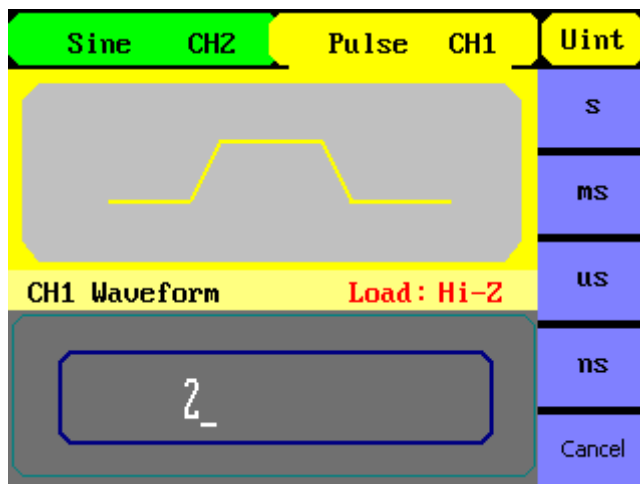 Sine CH2 Pulse CH1 Uint
s
ms
us
CH1 Waveform Load: Hi-Z
ns
2_
Cancel